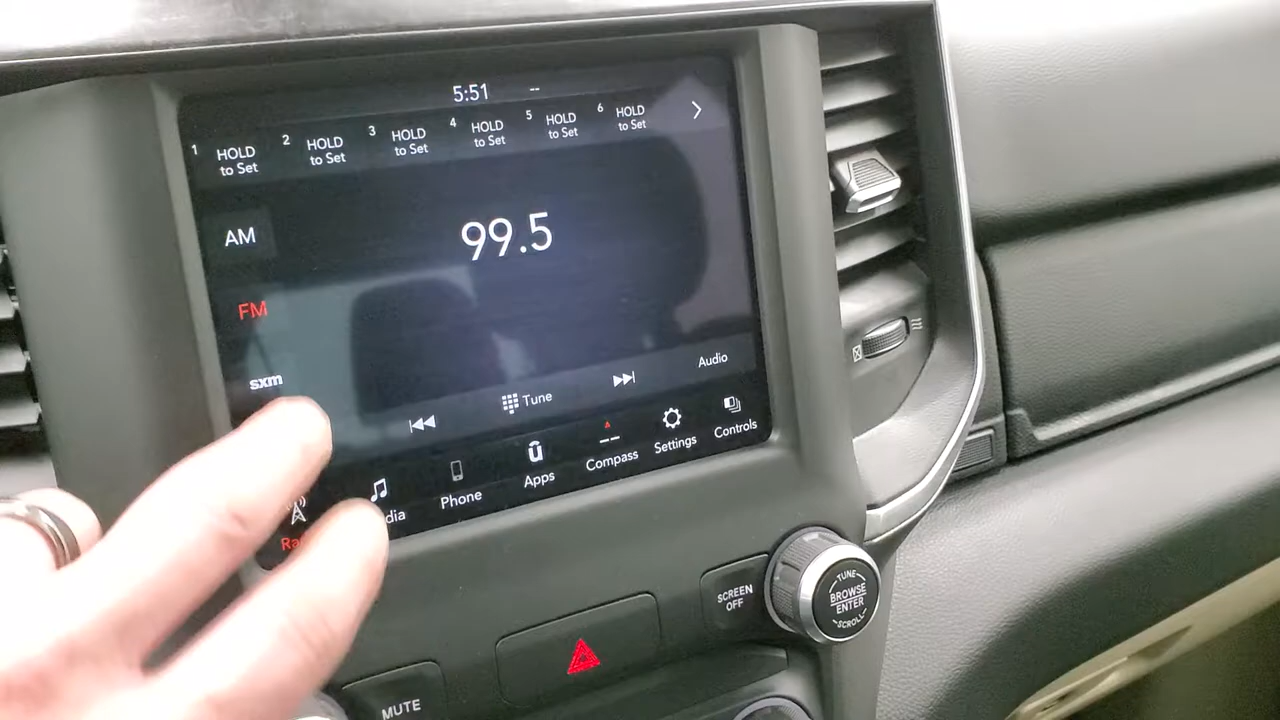 5:51 --
1 HOLD to Set
2 HOLD to Set
3 HOLD to Set
4 HOLD to Set
5 HOLD to Set
6 HOLD to Set
AM
99.5
FM
sxm
Tune
Audio
Phone
Apps
Compass
Settings
Controls
SCREEN
OFF
TUNE
BROWSE
ENTER
SCROLL
MUTE